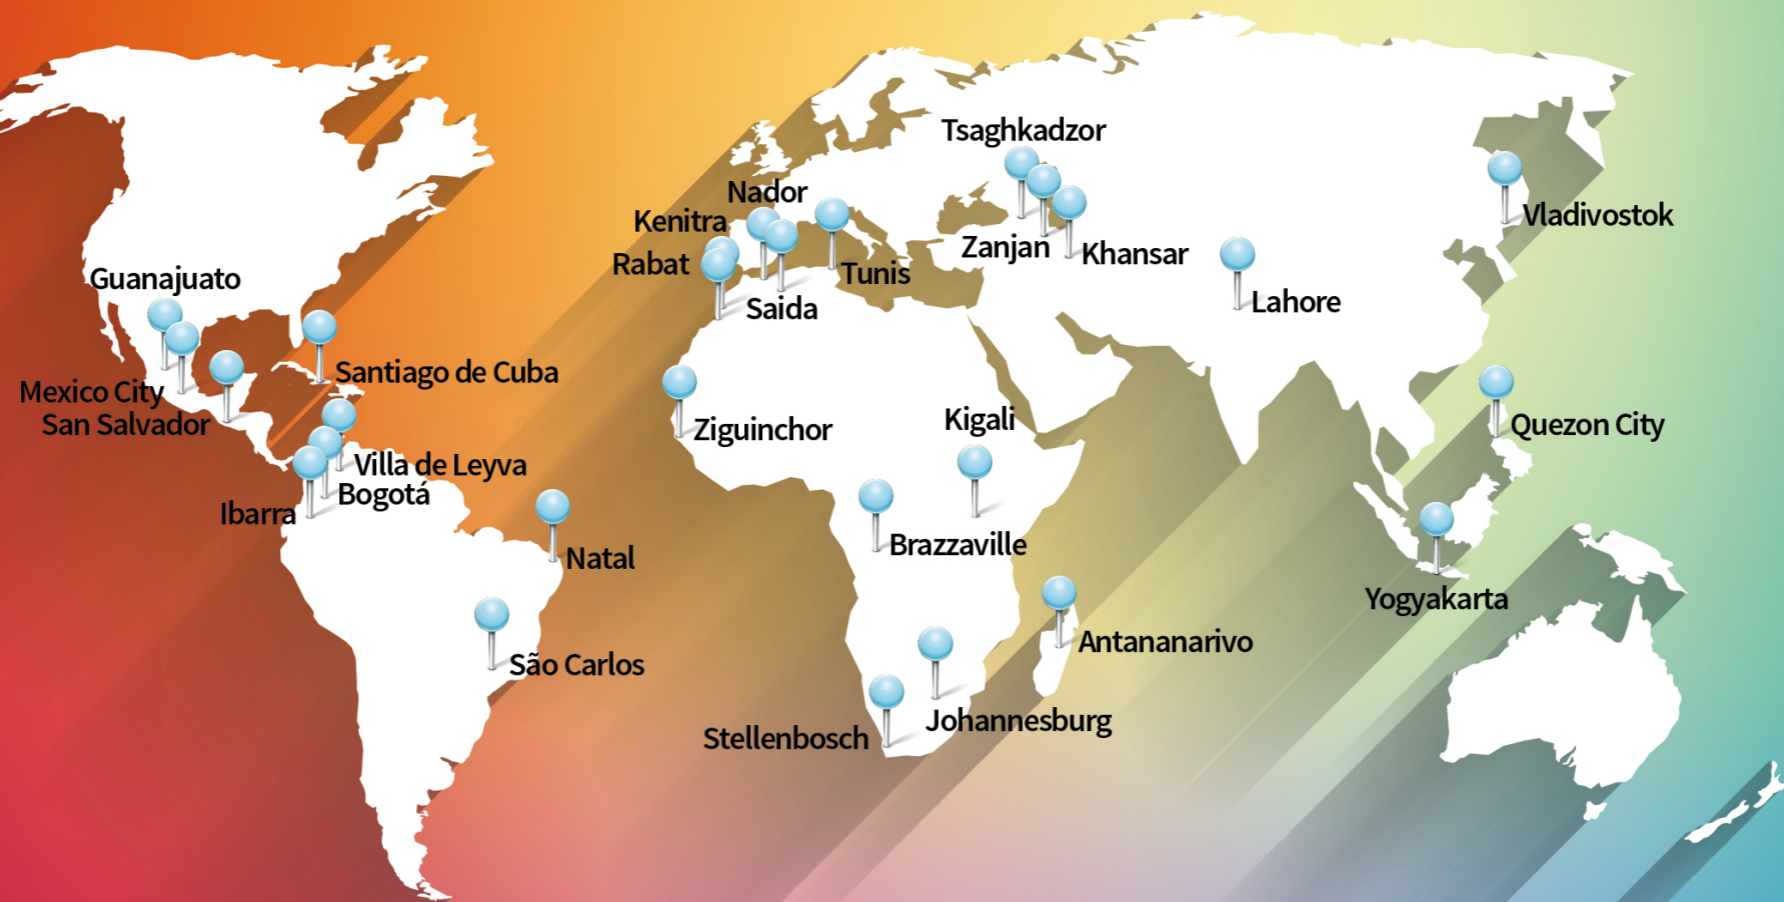 Tsaghkadzor
Nador
Kenitra
Vladivostok
Zanjan
Khansar
Rabat
Tunis
Guanajuato
Lahore
Saida
Santiago de Cuba
Mexico City
San Salvador
Kigali
Quezon City
Ziguinchor
Villa de Leyva
Bogotá
Ibarra
Brazzaville
Natal
Yogyakarta
Antananarivo
São Carlos
Johannesburg
Stellenbosch